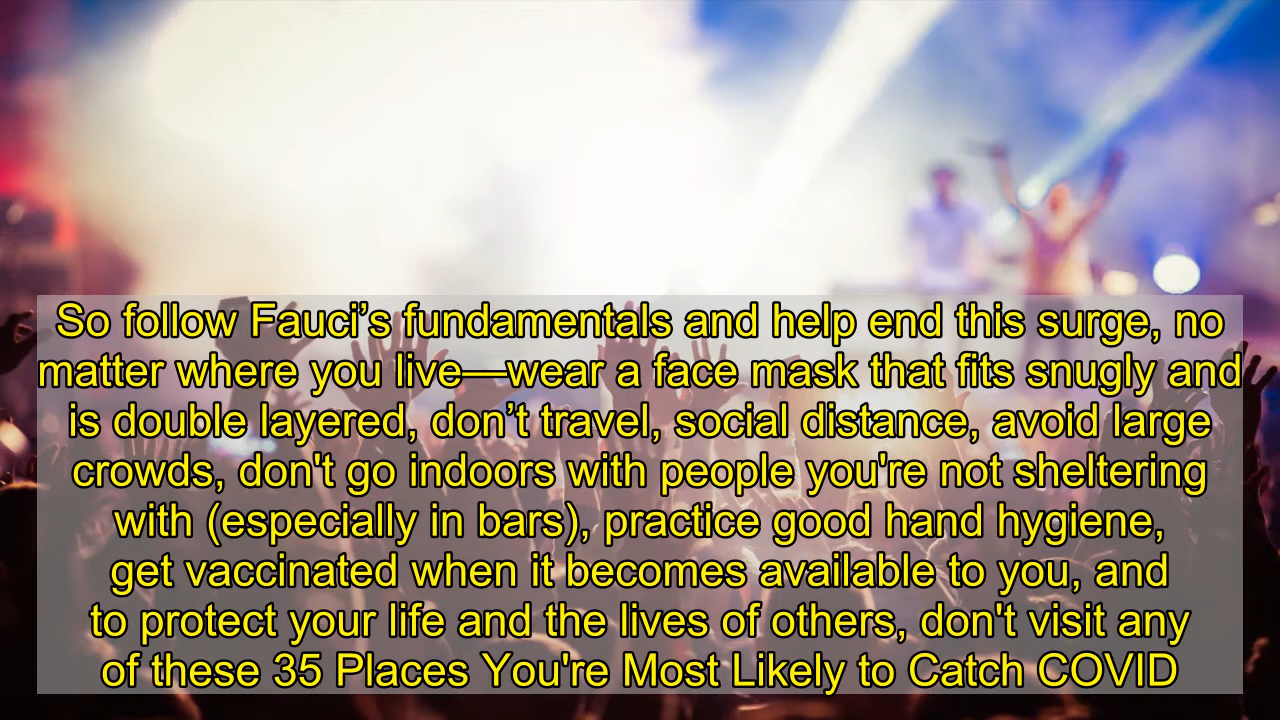 So follow Fauci’s fundamentals and help end this surge, no
matter where you live—wear a face mask that fits snugly and
is double layered, don’t travel, social distance, avoid large
crowds, don't go indoors with people you're not sheltering
with (especially in bars), practice good hand hygiene,
get vaccinated when it becomes available to you, and
to protect your life and the lives of others, don't visit any
of these 35 Places You're Most Likely to Catch COVID